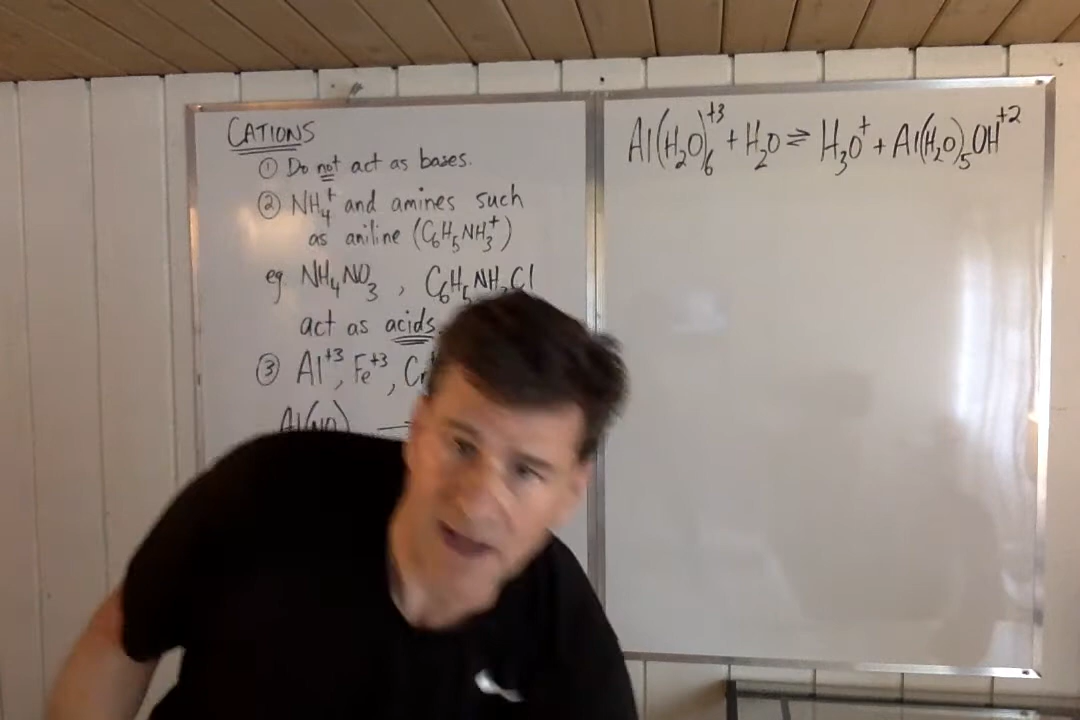 CATIONS
① Do not act as bases.
② NH₄⁺ and amines such
as aniline (C₆H₅NH₃⁺)
eg. NH₄NO₃ , C₆H₅NH₃Cl
act as acids.
③ Al⁺³, Fe⁺³,
Al(H₂O)₆⁺³ + H₂O ⇌ H₃O⁺ + Al(H₂O)₅OH⁺²